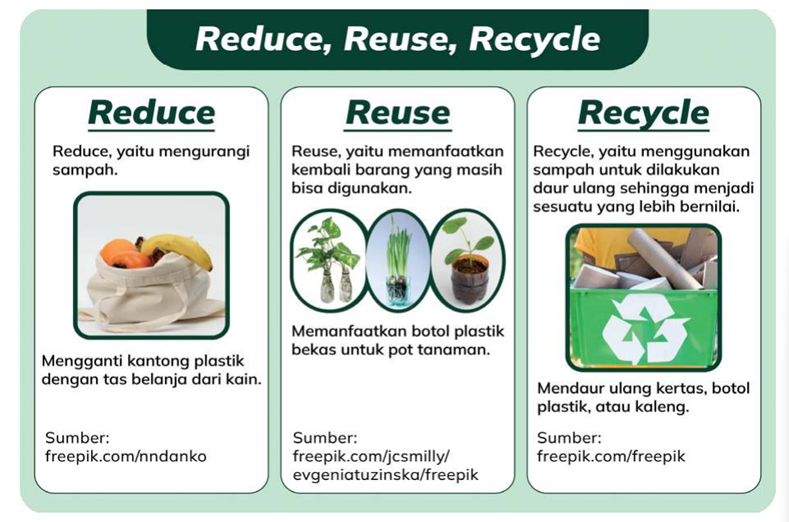 Reduce, Reuse, Recycle
Reduce
Reduce, yaitu mengurangi
sampah.
Mengganti kantong plastik
dengan tas belanja dari kain.
Sumber:
freepik.com/nndanko
Reuse
Reuse, yaitu memanfaatkan
kembali barang yang masih
bisa digunakan.
Memanfaatkan botol plastik
bekas untuk pot tanaman.
Sumber:
freepik.com/jcsmilly/
evgeniatuzinska/freepik
Recycle
Recycle, yaitu menggunakan
sampah untuk dilakukan
daur ulang sehingga menjadi
sesuatu yang lebih bernilai.
Mendaur ulang kertas, botol
plastik, atau kaleng.
Sumber:
freepik.com/freepik